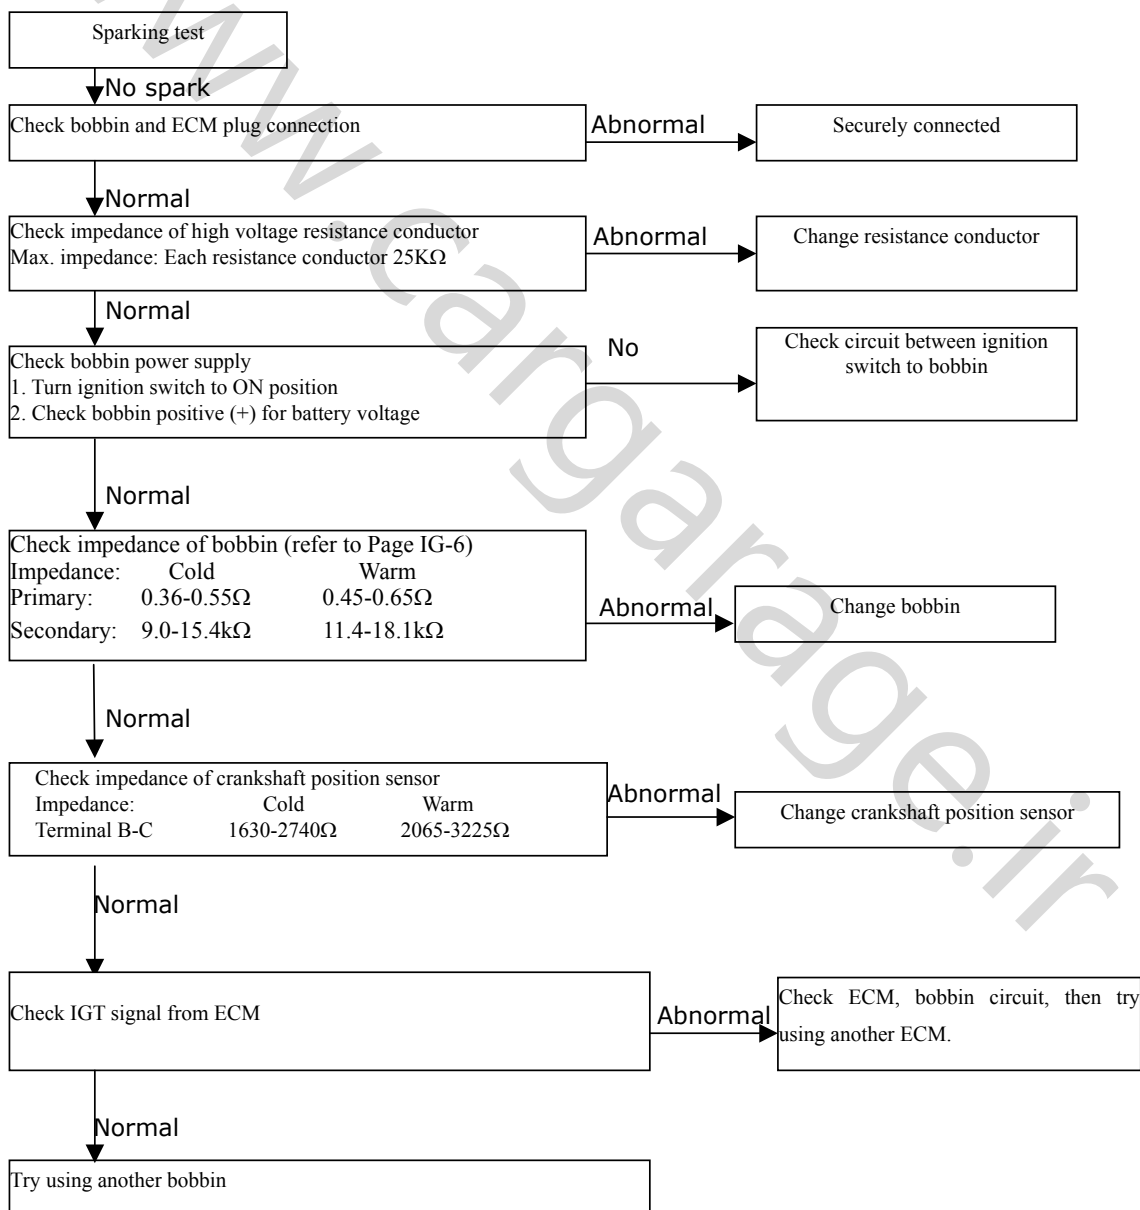 Sparking test
No spark
Check bobbin and ECM plug connection
Abnormal
Securely connected
Normal
Check impedance of high voltage resistance conductor
Max. impedance: Each resistance conductor 25KΩ
Abnormal
Change resistance conductor
Normal
Check bobbin power supply
1. Turn ignition switch to ON position
2. Check bobbin positive (+) for battery voltage
No
Check circuit between ignition
switch to bobbin
Normal
Check impedance of bobbin (refer to Page IG-6)
Impedance: Cold Warm
Primary: 0.36-0.55Ω 0.45-0.65Ω
Secondary: 9.0-15.4kΩ 11.4-18.1kΩ
Abnormal
Change bobbin
Normal
Check impedance of crankshaft position sensor
Impedance: Cold Warm
Terminal B-C 1630-2740Ω 2065-3225Ω
Abnormal
Change crankshaft position sensor
Normal
Check IGT signal from ECM
Abnormal
Check ECM, bobbin circuit, then try
using another ECM.
Normal
Try using another bobbin
www.cargarage.ir